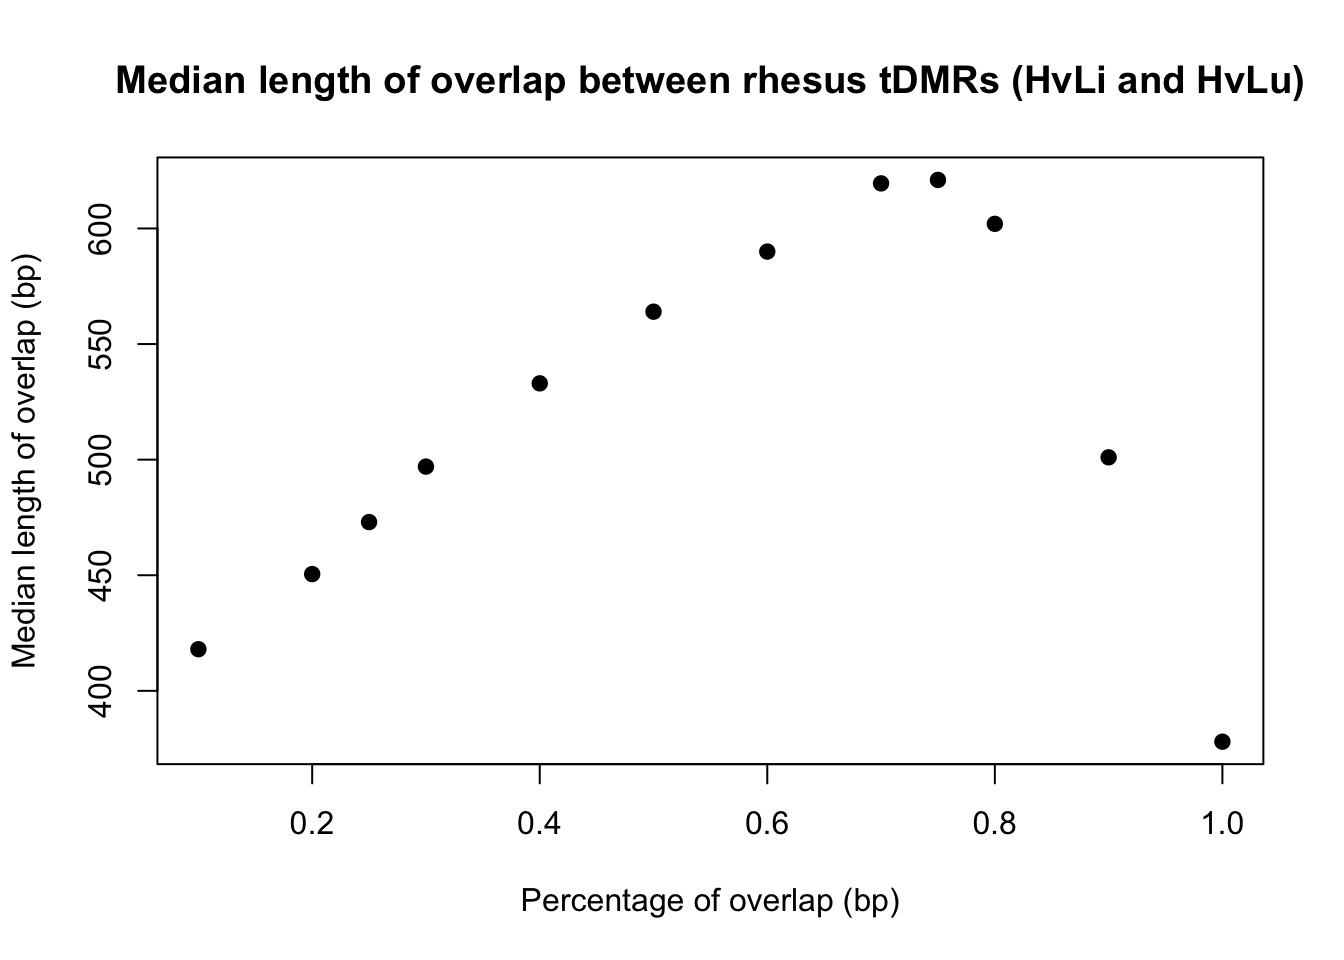 Median length of overlap between rhesus tDMRs (HvLi and HvLu)
Median length of overlap (bp)
600
550
500
450
400
0.2 0.4 0.6 0.8 1.0
Percentage of overlap (bp)